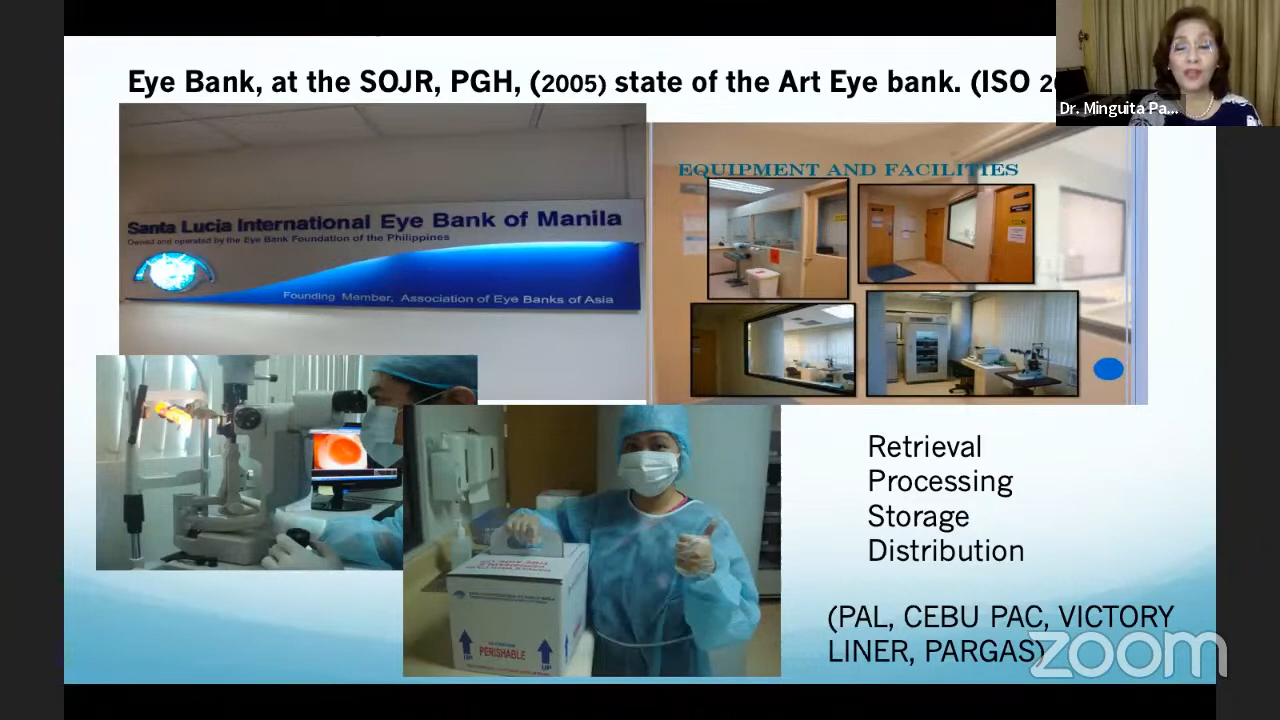 Eye Bank, at the SOJR, PGH, (2005) state of the Art Eye bank. (ISO
Dr. Minguita Pa...
Santa Lucia International Eye Bank of Manila
Owned and operated by the Eye Bank Foundation of the Philippines
Founding Member, Association of Eye Banks of Asia
EQUIPMENT AND FACILITIES
Retrieval
Processing
Storage
Distribution
PERISHABLE
UP UP
(PAL, CEBU PAC, VICTORY
LINER, PARGAS)
zoom